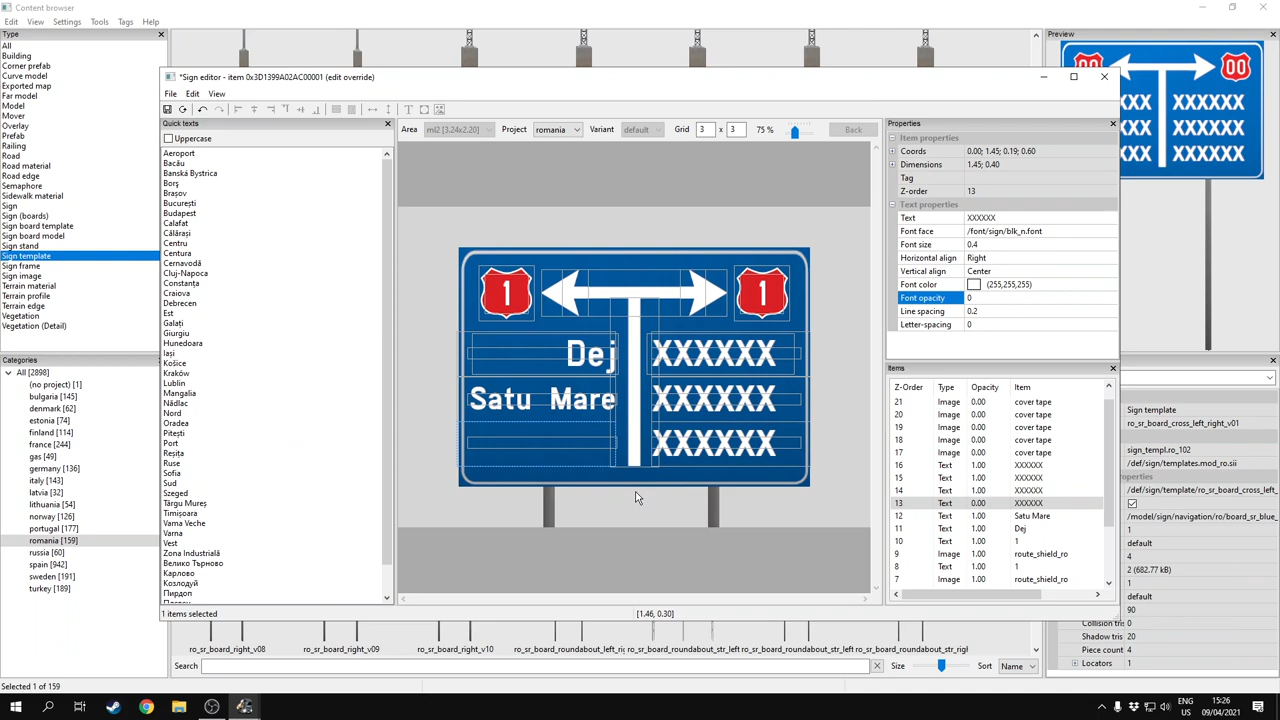 Content browser
Edit View Settings Tools Tags Help
Type
All
Building
Corner prefab
Curve model
Exported map
Far model
Model
Mover
Overlay
Prefab
Railing
Road
Road material
Road edge
Semaphore
Sidewalk material
Sign
Sign (boards)
Sign board template
Sign board model
Sign stand
Sign template
Sign frame
Sign image
Terrain material
Terrain profile
Terrain edge
Vegetation
Vegetation (Detail)
Categories
All [2898]
(no project) [1]
bulgaria [145]
denmark [62]
estonia [74]
finland [114]
france [244]
gas [49]
germany [136]
italy [143]
latvia [32]
lithuania [54]
norway [126]
portugal [177]
romania [159]
russia [60]
spain [942]
sweden [191]
turkey [189]
Selected 1 of 159
*Sign editor - item 0x3D1399A02AC00001 (edit override)
File Edit View
Quick texts
Uppercase
Aeroport
Bacău
Banská Bystrica
Borş
Braşov
Bucureşti
Budapest
Calafat
Călăraşi
Centru
Centura
Cernavodă
Cluj-Napoca
Constanţa
Craiova
Debrecen
Est
Galaţi
Giurgiu
Hunedoara
Iaşi
Košice
Kraków
Lublin
Mangalia
Nădlac
Nord
Oradea
Piteşti
Port
Reşiţa
Ruse
Sofia
Sud
Szeged
Târgu Mureş
Timişoara
Vama Veche
Varna
Vest
Zona Industrială
Велико Търново
Карлово
Козлодуй
Пирдоп
1 items selected
[1.46, 0.30]
Area ml2 [3.24x2.20] Project romania Variant default Grid 3 x 3 75 % Back
1 1
Dej XXXXXX
Satu Mare XXXXXX
XXXXXX
Properties
Item properties
Coords 0.00; 1.45; 0.19; 0.60
Dimensions 1.45; 0.40
Tag
Z-order 13
Text properties
Text XXXXXX
Font face /font/sign/blk_n.font
Font size 0.4
Horizontal align Right
Vertical align Center
Font color (255,255,255)
Font opacity 0
Line spacing 0.2
Letter-spacing 0
Items
Z-Order Type Opacity Item
21 Image 0.00 cover tape
20 Image 0.00 cover tape
19 Image 0.00 cover tape
18 Image 0.00 cover tape
17 Image 0.00 cover tape
16 Text 1.00 XXXXXX
15 Text 1.00 XXXXXX
14 Text 1.00 XXXXXX
13 Text 0.00 XXXXXX
12 Text 1.00 Satu Mare
11 Text 1.00 Dej
10 Text 1.00 1
9 Image 1.00 route_shield_ro
8 Text 1.00 1
7 Image 1.00 route_shield_ro
Preview
00 00
XXX XXXXXX
XXX XXXXXX
XXX XXXXXX
Sign template
ro_sr_board_cross_left_right_v01
sign_templ.ro_102
/def/sign/templates.mod_ro.sii
/def/sign/template/ro_sr_board_cross_left_
/model/sign/navigation/ro/board_sr_blue_
1
default
4
2 (682.77 kB)
1
default
90
0
Shadow tris 20
Piece count 4
Locators 1
ro_sr_board_right_v08 ro_sr_board_right_v09 ro_sr_board_right_v10
Search Size Sort Name
ENG
US
15:26
09/04/2021